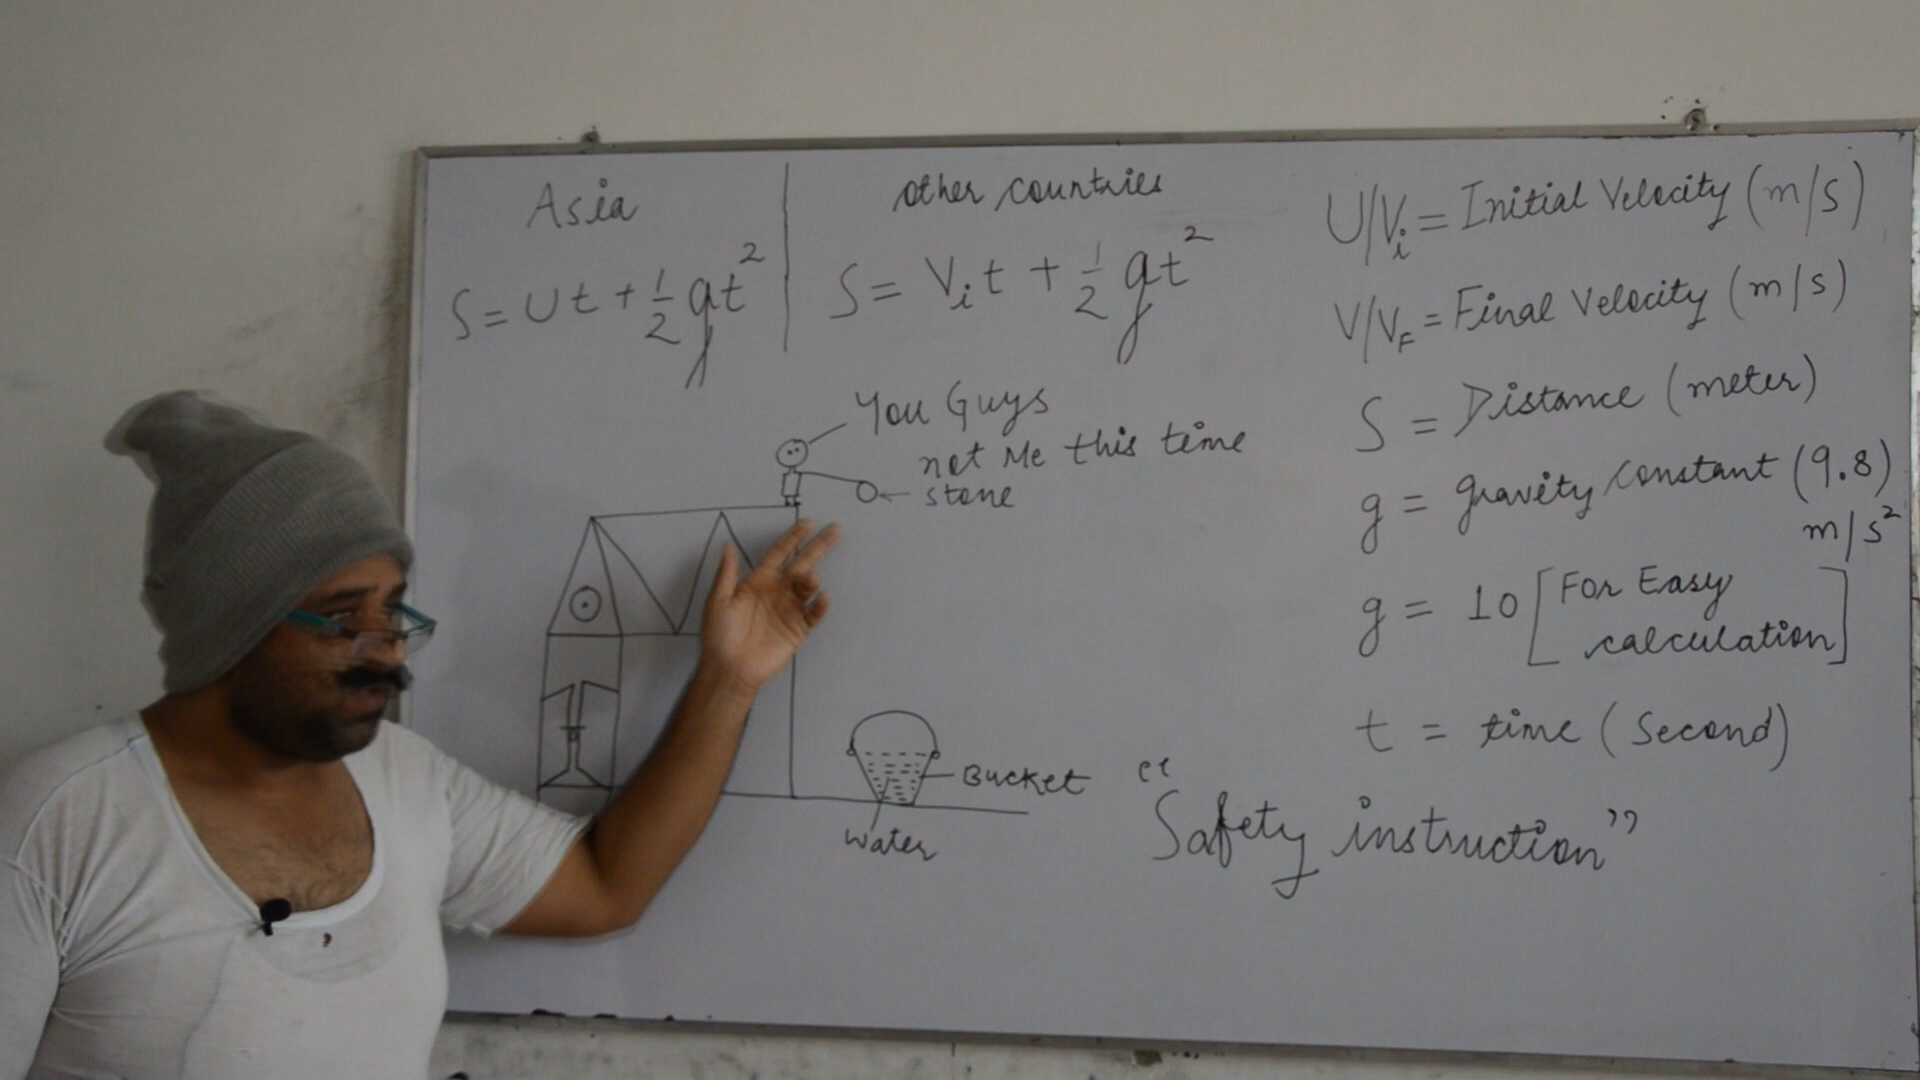 Asia
S = Ut + 1/2 gt²
other countries
S = Vi t + 1/2 gt²
You Guys
not Me this time
stone
Bucket
water
U/Vi = Initial Velocity (m/s)
V/VF = Final Velocity (m/s)
S = Distance (meter)
g = gravity constant (9.8)
m/s²
g = 10 [For Easy
calculation]
t = time (Second)
"Safety instruction"